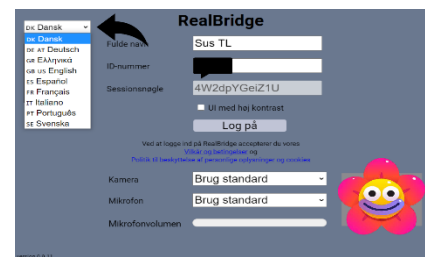 RealBridge
DK Dansk
DK Dansk
DE AT Deutsch
GR Ελληνικά
GB US English
ES Español
FR Français
IT Italiano
PT Português
SE Svenska
Fulde navn
Sus TL
ID-nummer
Sessionsnøgle
4W2dpYGeiZ1U
UI med høj kontrast
Log på
Ved at logge ind på RealBridge accepterer du vores
Vilkår og betingelser og
Politik til beskyttelse af personlige oplysninger og cookies
Kamera
Brug standard
Mikrofon
Brug standard
Mikrofonvolumen